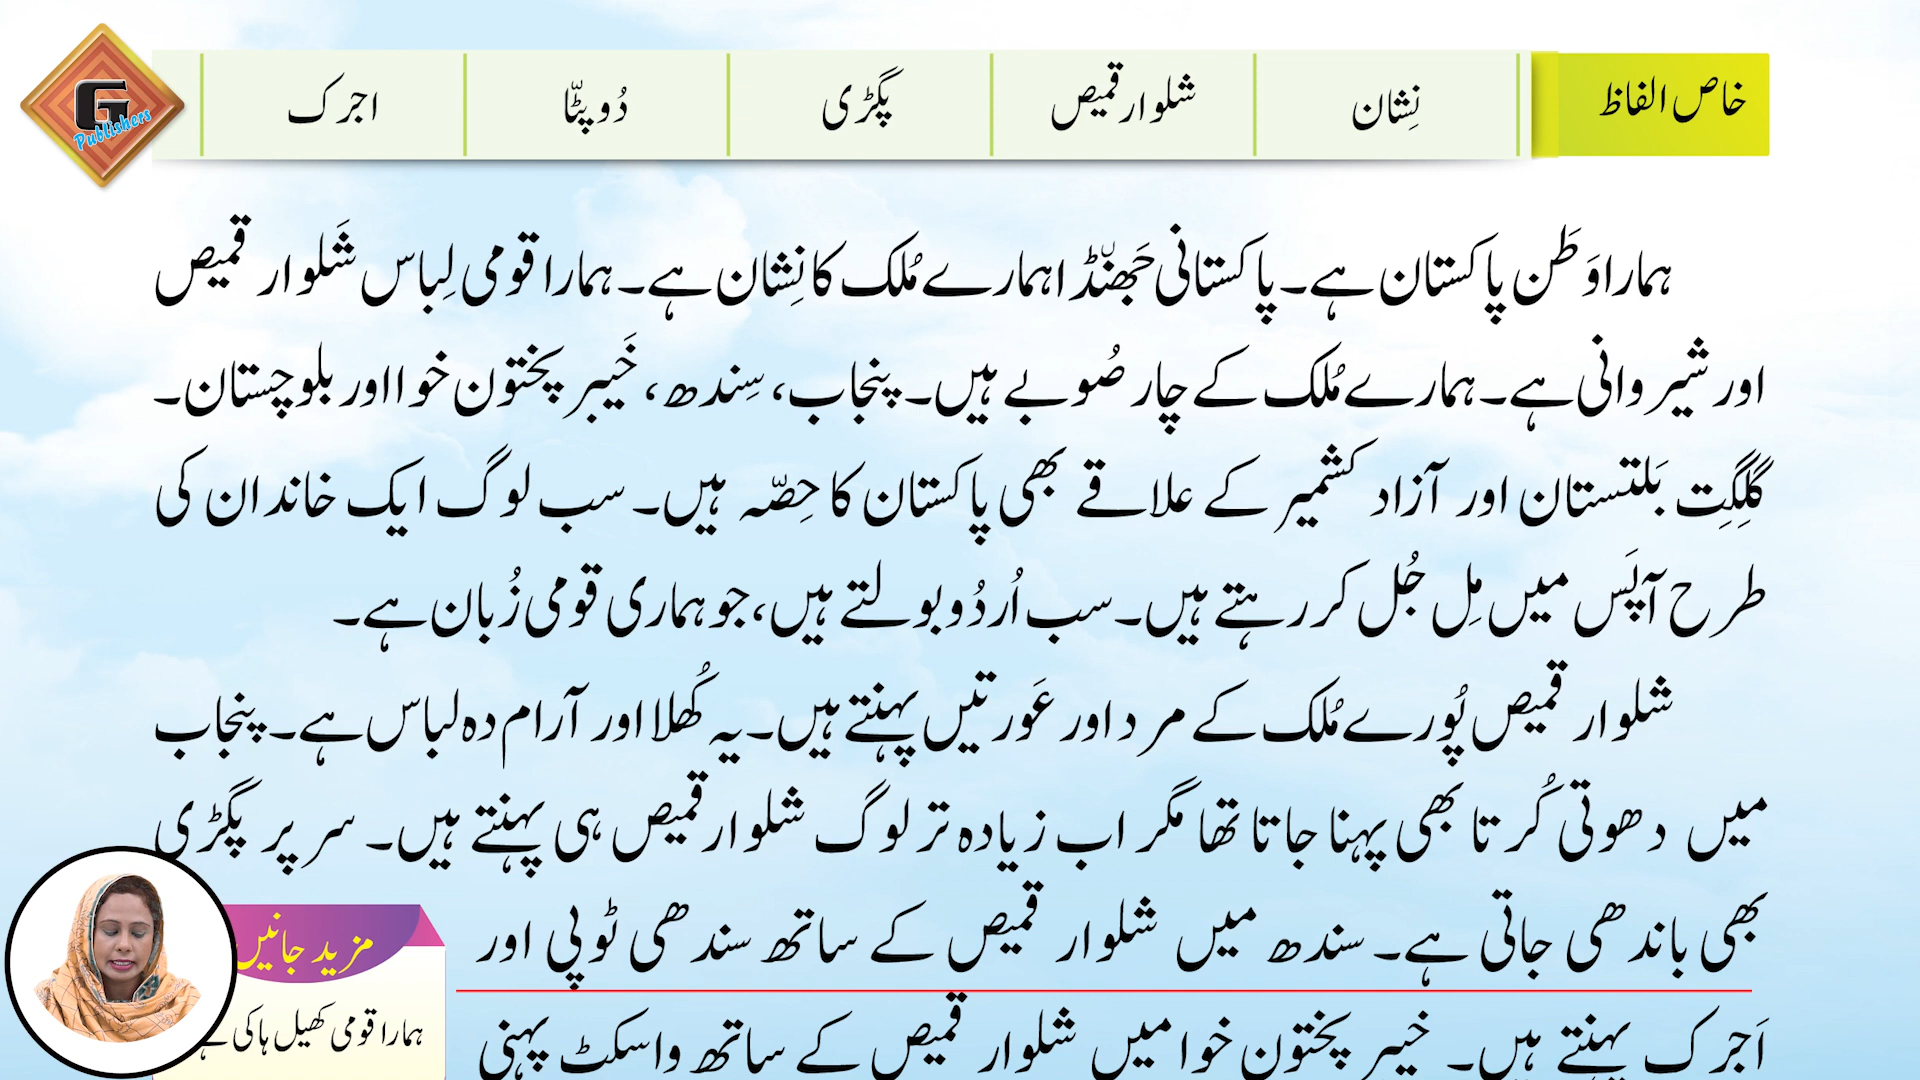 خاص الفاظ
نِشان
شلوار قمیص
پگڑی
دُوپٹّا
اجرک
G
Publishers
ہمارا وَطَن پاکستان ہے۔ پاکستانی جَھنّڈا ہمارے مُلک کا نِشان ہے۔ ہمارا قومی لِباس شَلوار قمیص
اور شیروانی ہے۔ ہمارے مُلک کے چار صُوبے ہیں۔ پنجاب، سِندھ، خَیبر پختون خوا اور بلوچستان۔
گلگِت بَلتستان اور آزاد کشمیر کے علاقے بھی پاکستان کا حِصّہ ہیں۔ سب لوگ ایک خاندان کی
طرح آپَس میں مِل جُل کر رہتے ہیں۔ سب اُردُو بولتے ہیں، جو ہماری قومی زُبان ہے۔
شلوار قمیص پُورے مُلک کے مرد اور عَورتیں پہنتے ہیں۔ یہ کُھلا اور آرام دہ لباس ہے۔ پنجاب
میں دھوتی کُرتا بھی پہنا جاتا تھا مگر اب زیادہ تر لوگ شلوار قمیص ہی پہنتے ہیں۔ سر پر پگڑی
بھی باندھی جاتی ہے۔ سندھ میں شلوار قمیص کے ساتھ سندھی ٹوپی اور
اَجرک پہنتے ہیں۔ خیبر پختون خوا میں شلوار قمیص کے ساتھ واسکٹ پہنی
مزید جانیں
ہمارا قومی کھیل ہاکی ہے